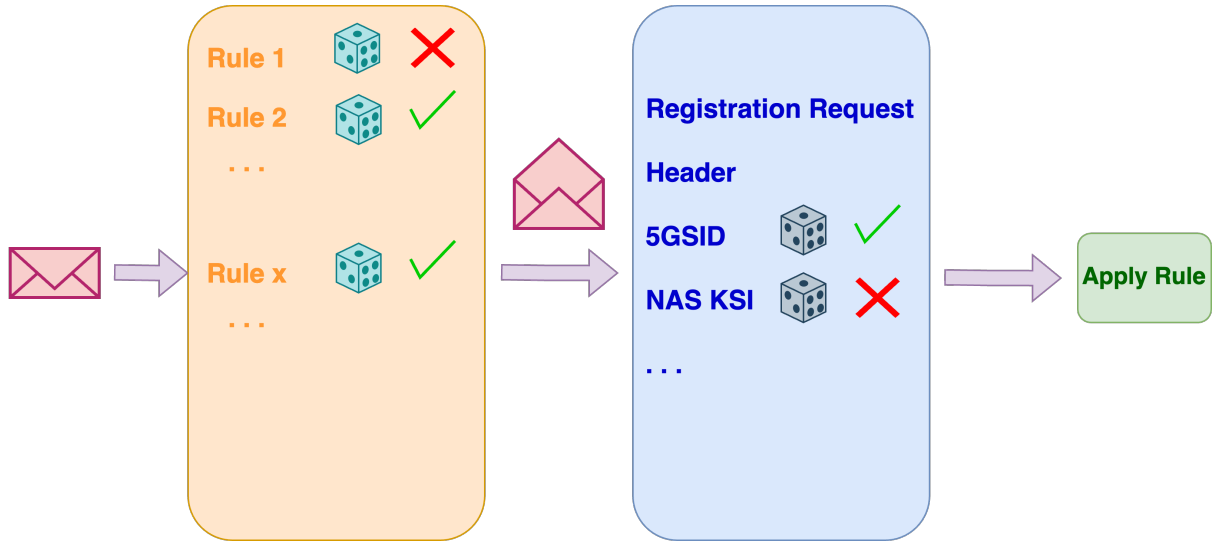 Rule 1
Rule 2
. . .
Rule x
. . .
Registration Request
Header
5GSID
NAS KSI
. . .
Apply Rule